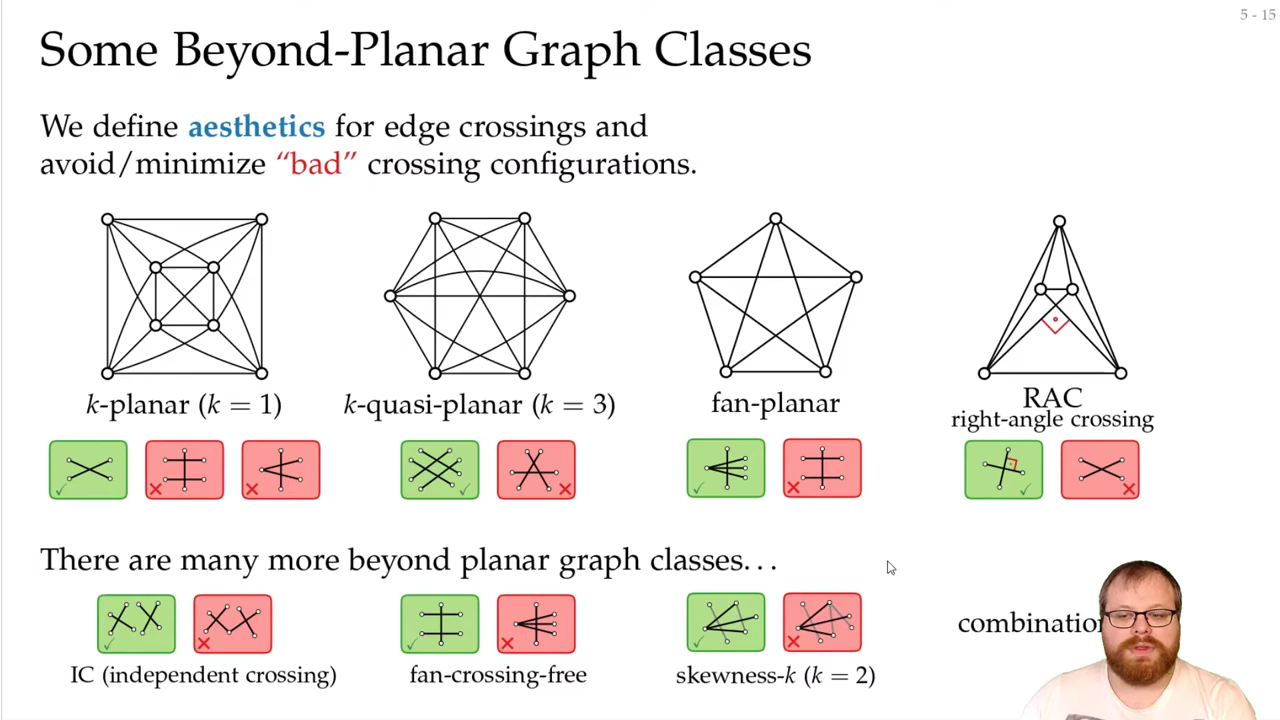 5 - 15
Some Beyond-Planar Graph Classes
We define aesthetics for edge crossings and
avoid/minimize “bad” crossing configurations.
k-planar (k = 1)
k-quasi-planar (k = 3)
fan-planar
RAC
right-angle crossing
There are many more beyond planar graph classes...
IC (independent crossing)
fan-crossing-free
skewness-k (k = 2)